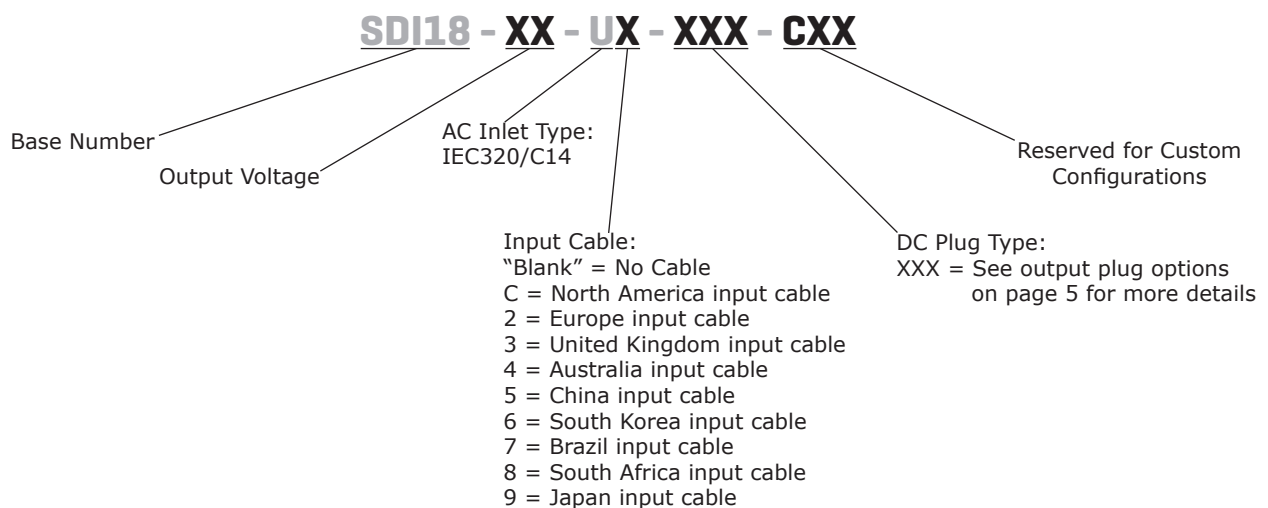 SDI18 - XX - UX - XXX - CXX
Base Number
Output Voltage
AC Inlet Type:
IEC320/C14
Input Cable:
“Blank” = No Cable
C = North America input cable
2 = Europe input cable
3 = United Kingdom input cable
4 = Australia input cable
5 = China input cable
6 = South Korea input cable
7 = Brazil input cable
8 = South Africa input cable
9 = Japan input cable
DC Plug Type:
XXX = See output plug options
on page 5 for more details
Reserved for Custom
Configurations